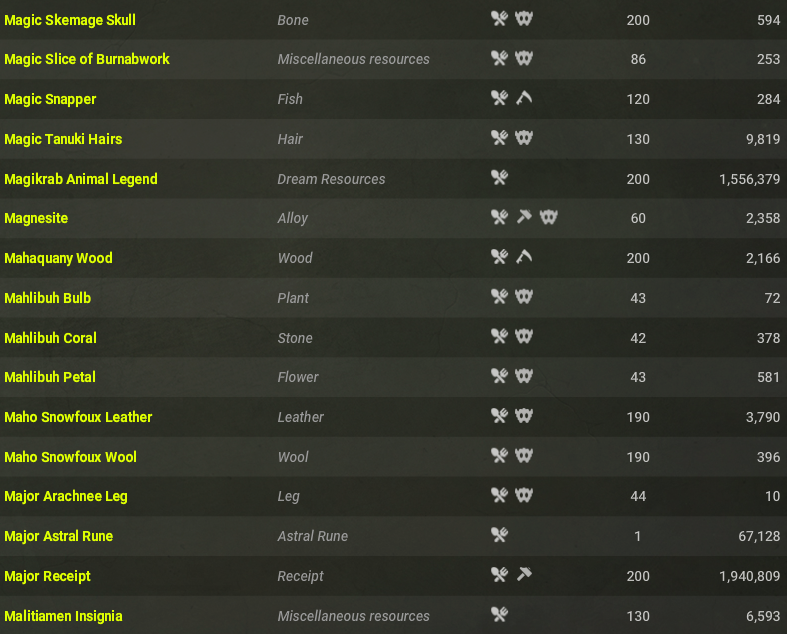 Magic Skemage Skull Bone 200 594
Magic Slice of Burnabwork Miscellaneous resources 86 253
Magic Snapper Fish 120 284
Magic Tanuki Hairs Hair 130 9,819
Magikrab Animal Legend Dream Resources 200 1,556,379
Magnesite Alloy 60 2,358
Mahaquany Wood Wood 200 2,166
Mahlibuh Bulb Plant 43 72
Mahlibuh Coral Stone 42 378
Mahlibuh Petal Flower 43 581
Maho Snowfoux Leather Leather 190 3,790
Maho Snowfoux Wool Wool 190 396
Major Arachnee Leg Leg 44 10
Major Astral Rune Astral Rune 1 67,128
Major Receipt Receipt 200 1,940,809
Malitiamen Insignia Miscellaneous resources 130 6,593